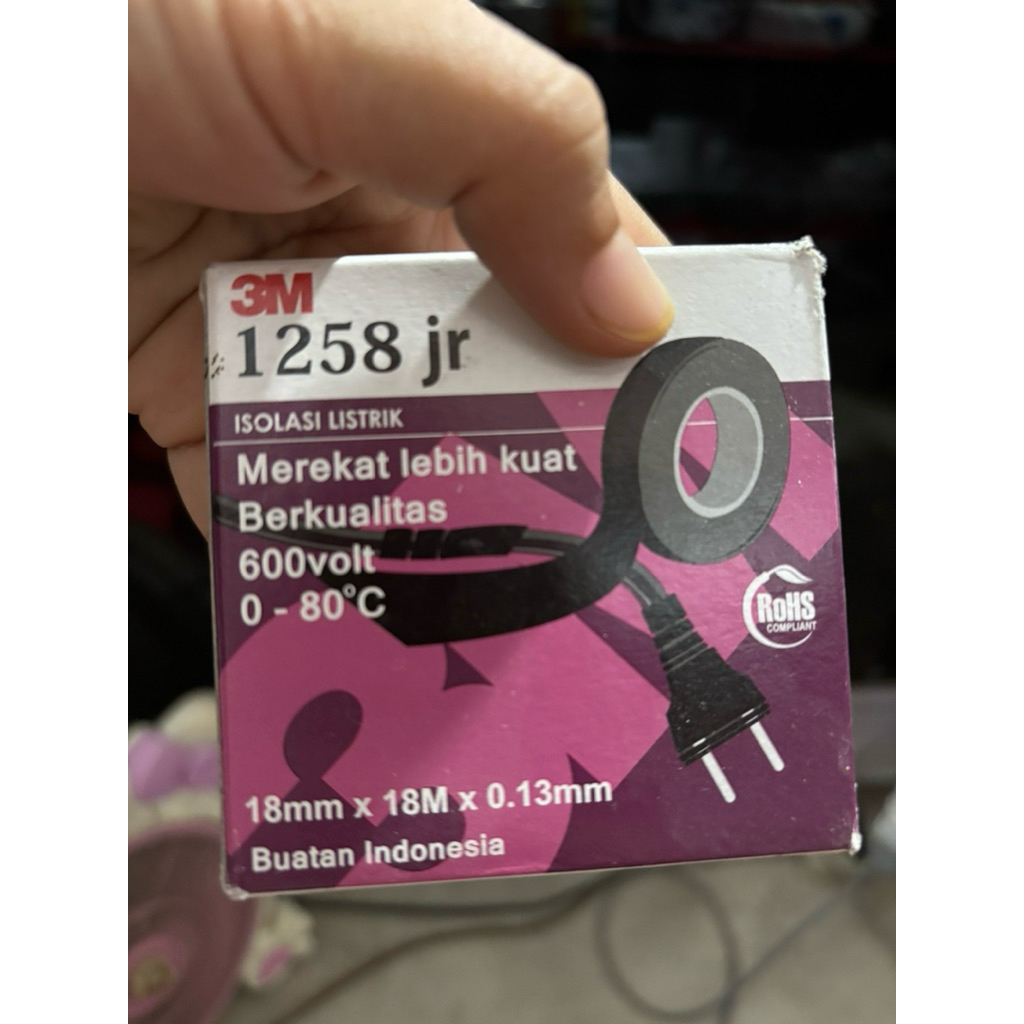 3M
1258 jr
ISOLASI LISTRIK
Merekat lebih kuat
Berkualitas
600volt
0 - 80°C
RoHS
COMPLIANT
18mm x 18M x 0.13mm
Buatan Indonesia